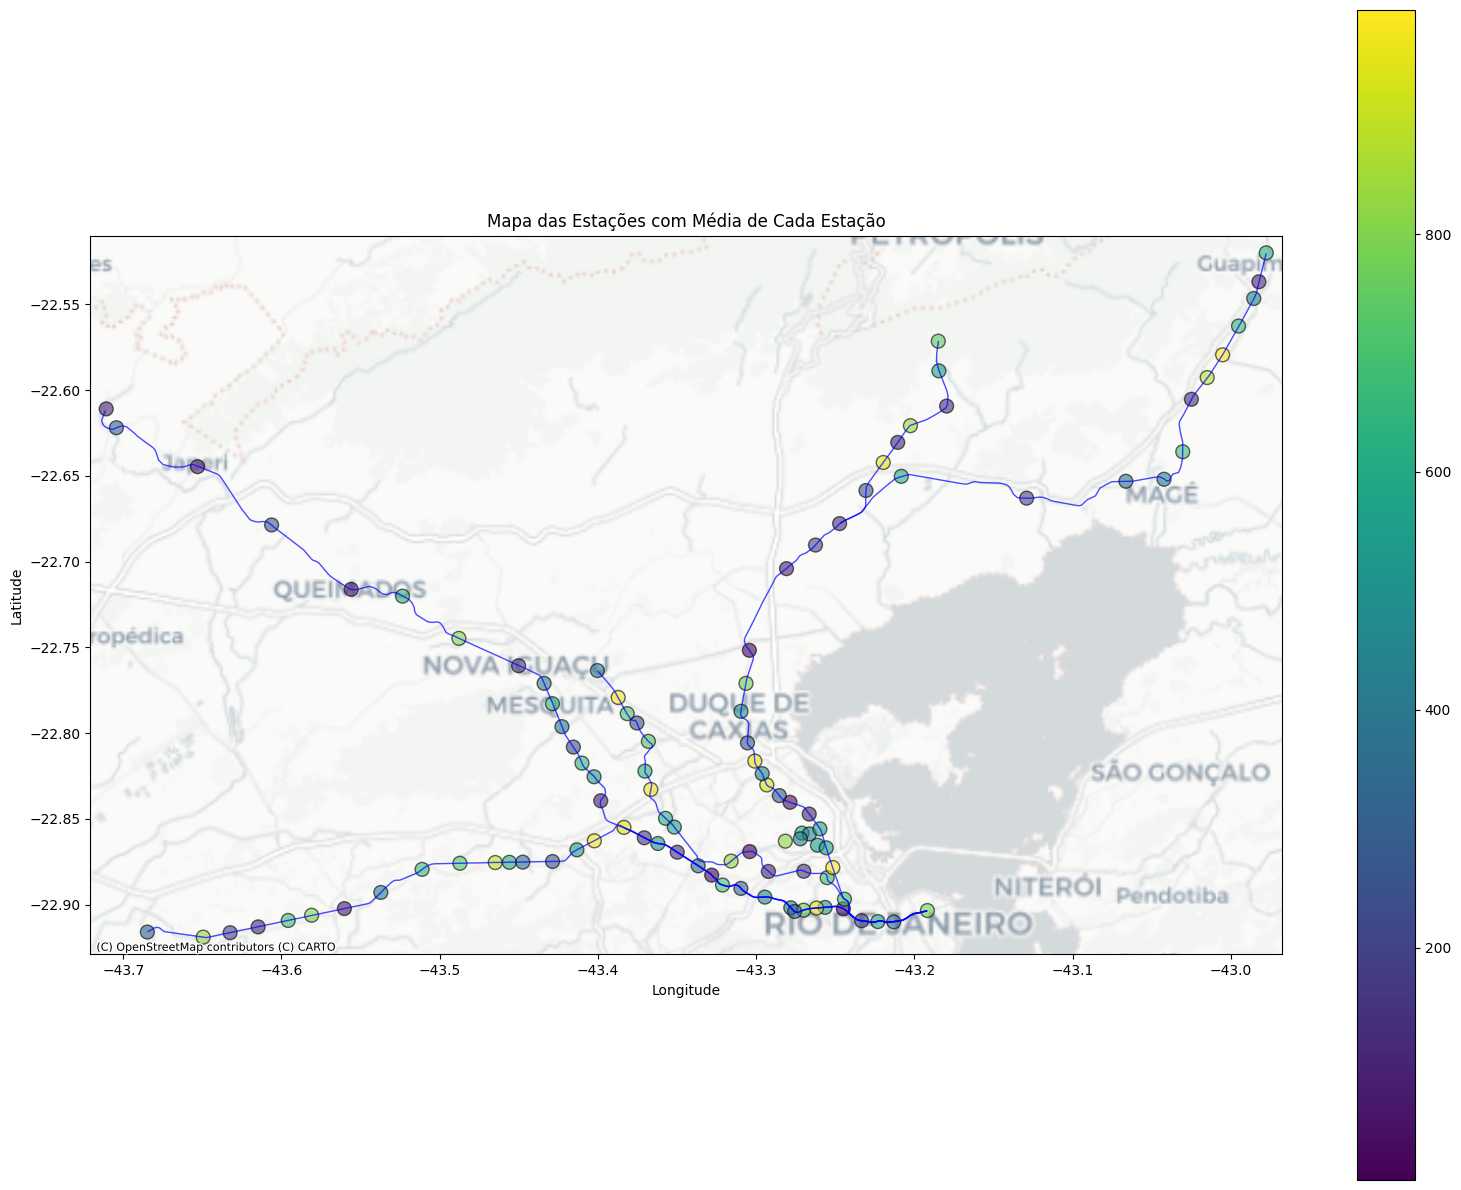 Mapa das Estações com Média de Cada Estação
PETRÓPOLIS
es
Guapim
Japeri
MAGÉ
QUEIMADOS
ropédica
NOVA IGUAÇU
MESQUITA
DUQUE DE
CAXIAS
SÃO GONÇALO
NITERÓI
Pendotiba
RIO DE JANEIRO
(C) OpenStreetMap contributors (C) CARTO
−22.55
−22.60
−22.65
−22.70
−22.75
−22.80
−22.85
−22.90
Latitude
−43.7
−43.6
−43.5
−43.4
−43.3
−43.2
−43.1
−43.0
Longitude
800
600
400
200